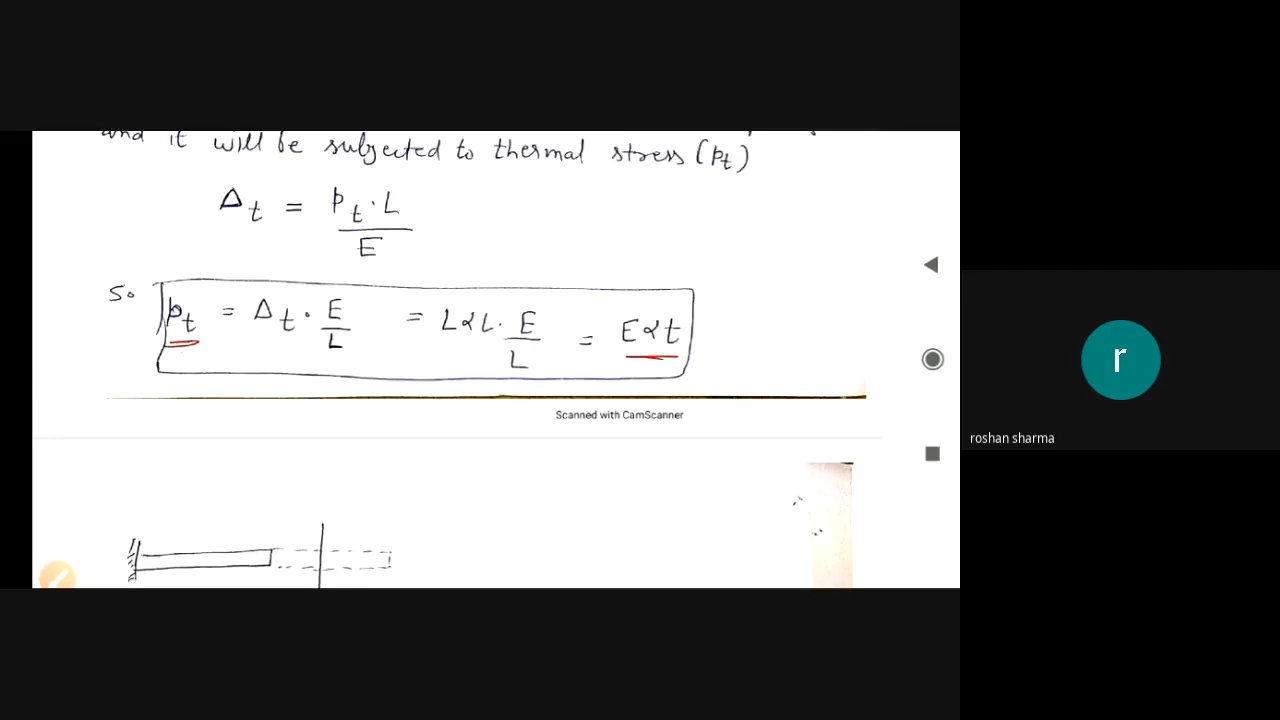 and it will be subjected to thermal stress (pt)
Δt = pt · L / E
So pt = Δt · E / L = LαL · E / L = Eαt
Scanned with CamScanner
r
roshan sharma